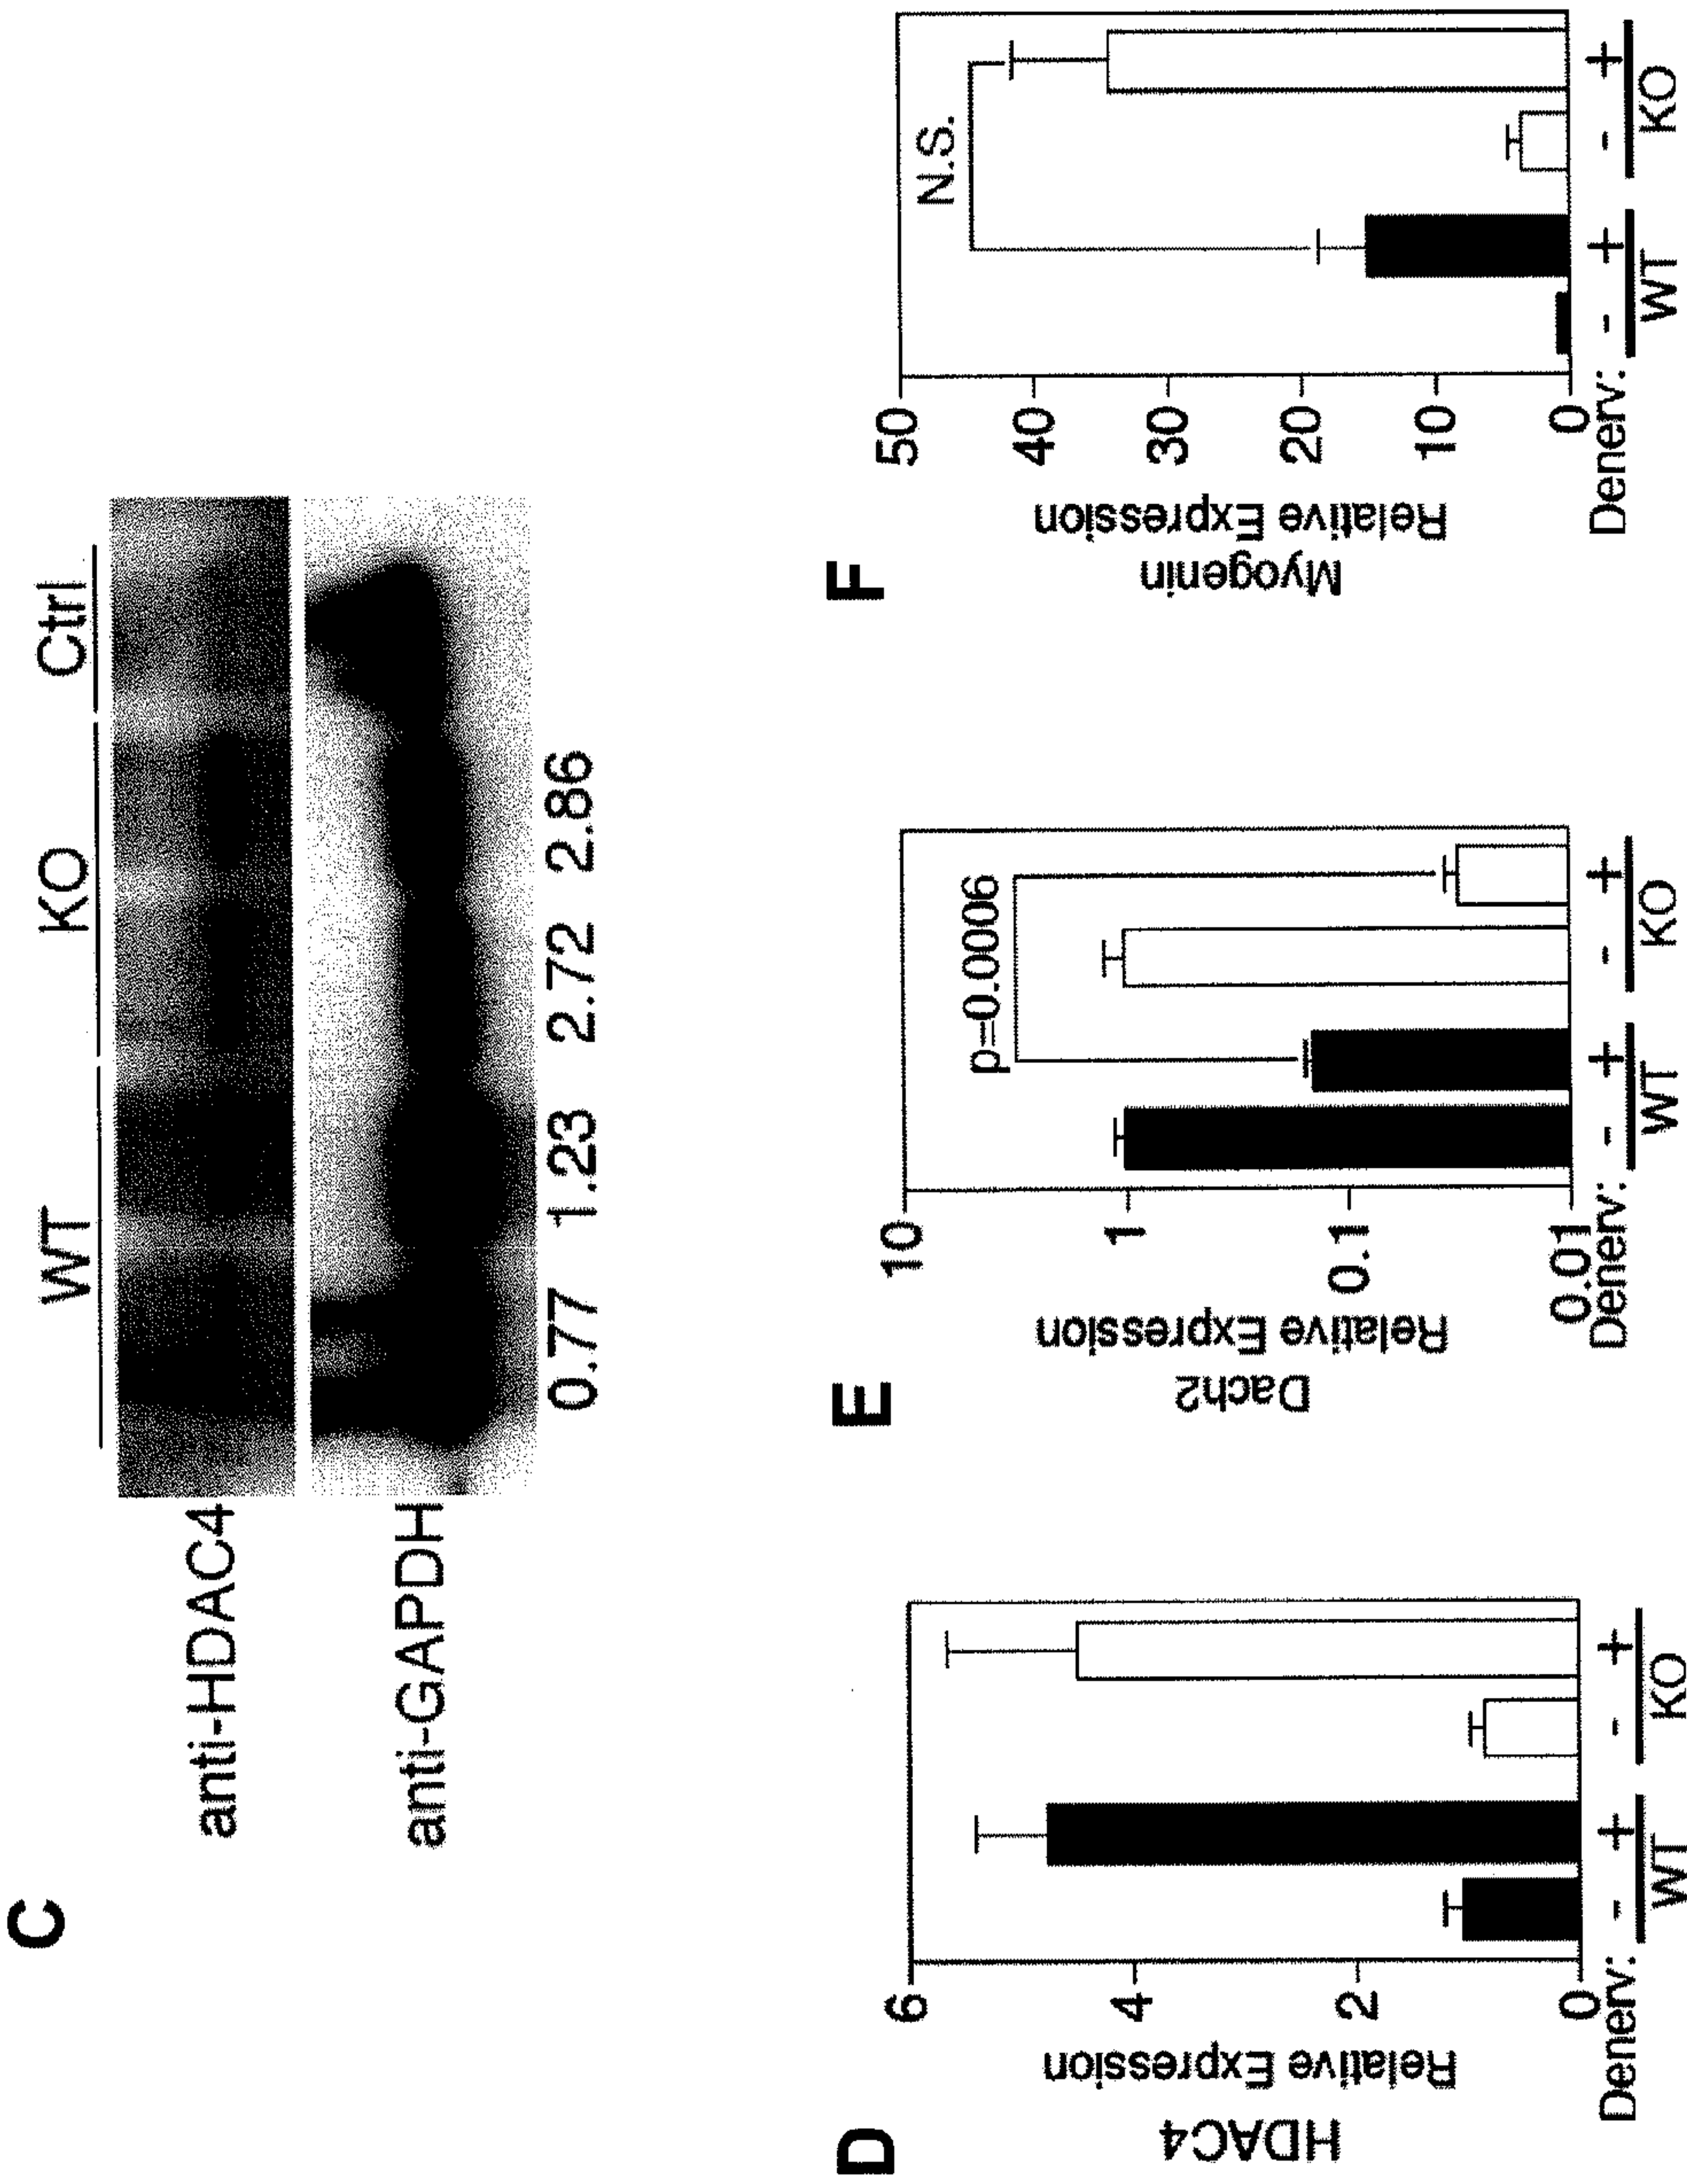 C
WT KO Ctrl
anti-HDAC4
anti-GAPDH
0.77 1.23 2.72 2.86
D
HDAC4
Relative Expression
6
4
2
0
Denerv: - + - +
WT KO
E
Dach2
Relative Expression
10
1
0.1
0.01
p=0.0006
Denerv: - + - +
WT KO
F
Myogenin
Relative Expression
50
40
30
20
10
0
N.S.
Denerv: - + - +
WT KO